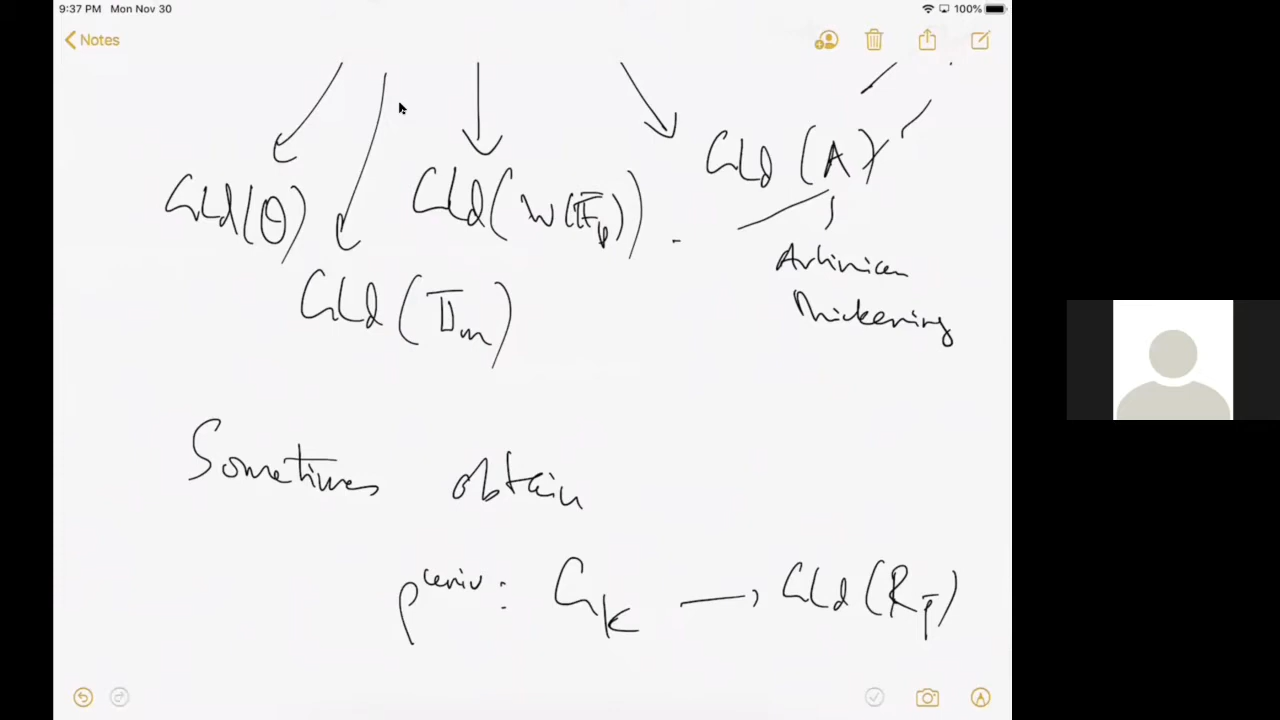 9:37 PM Mon Nov 30
100%
Notes
GLd (A)
GLd(O) GLd(W(F̄p)) .
Artinian
GLd(𝕋m) Thickening
Sometimes obtain
ρ^univ : G_K → GLd(R_ρ̄)